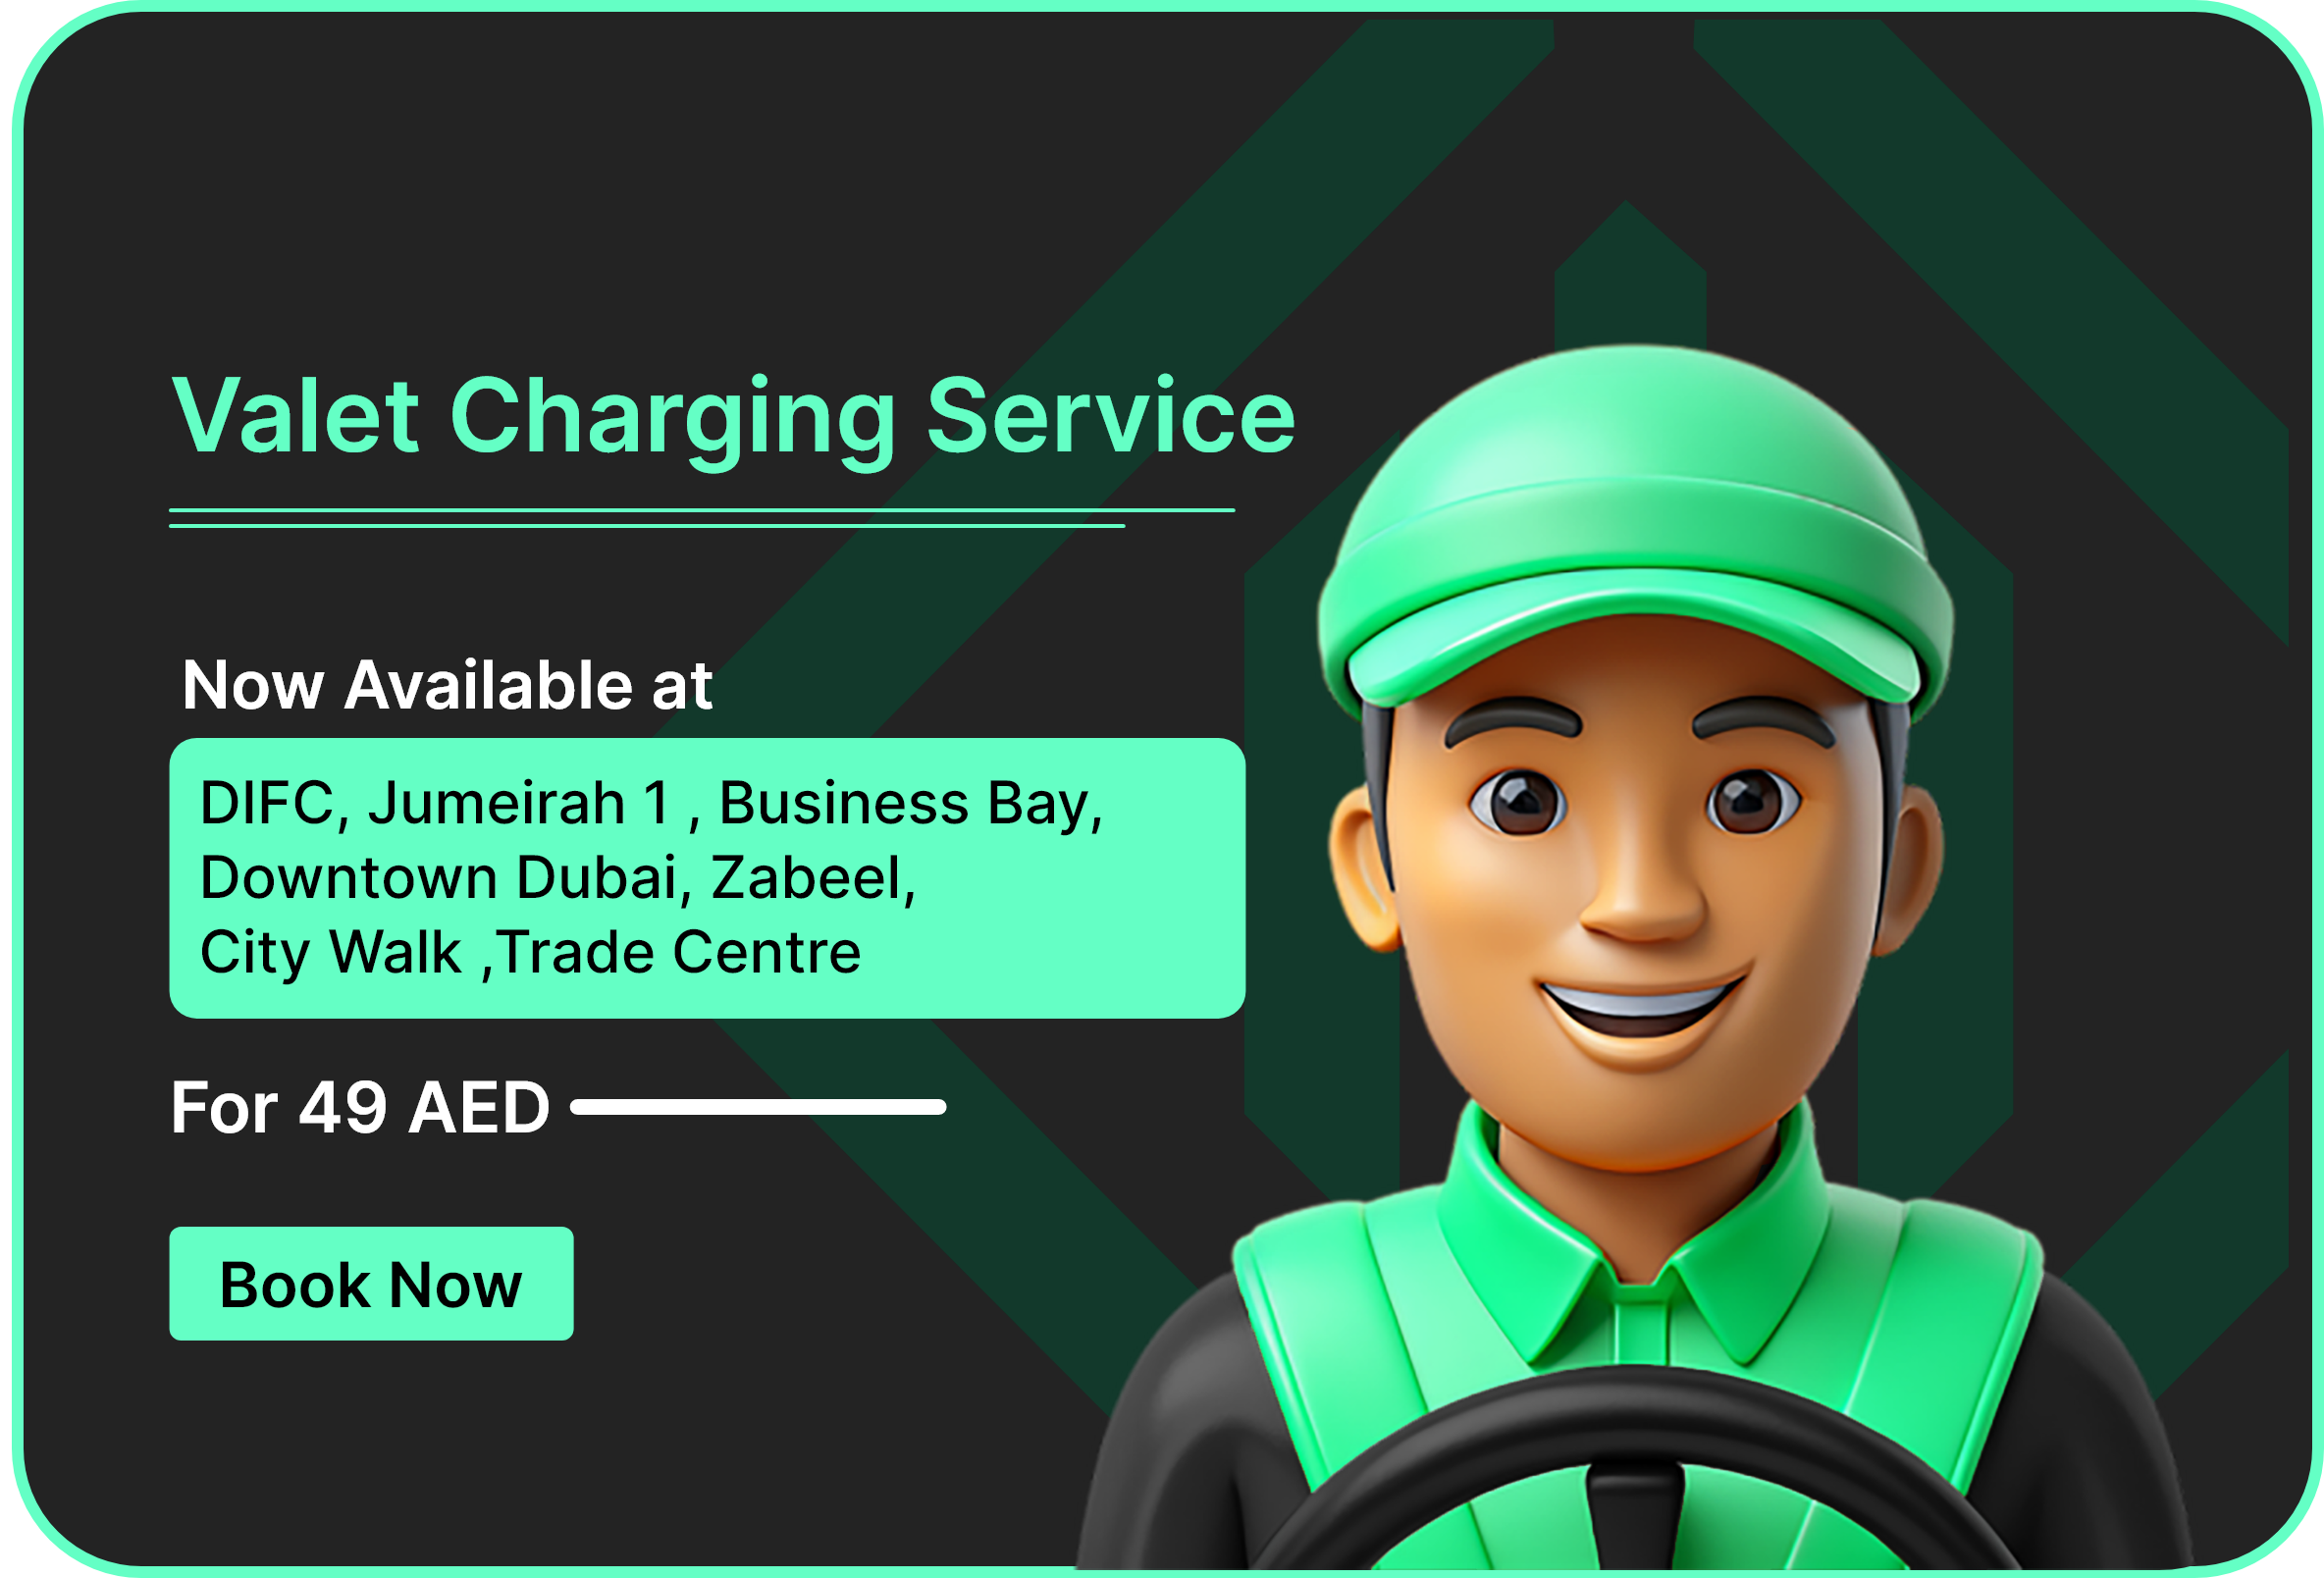 Valet Charging Service
Now Available at
DIFC, Jumeirah 1 , Business Bay,
Downtown Dubai, Zabeel,
City Walk ,Trade Centre
For 49 AED
Book Now